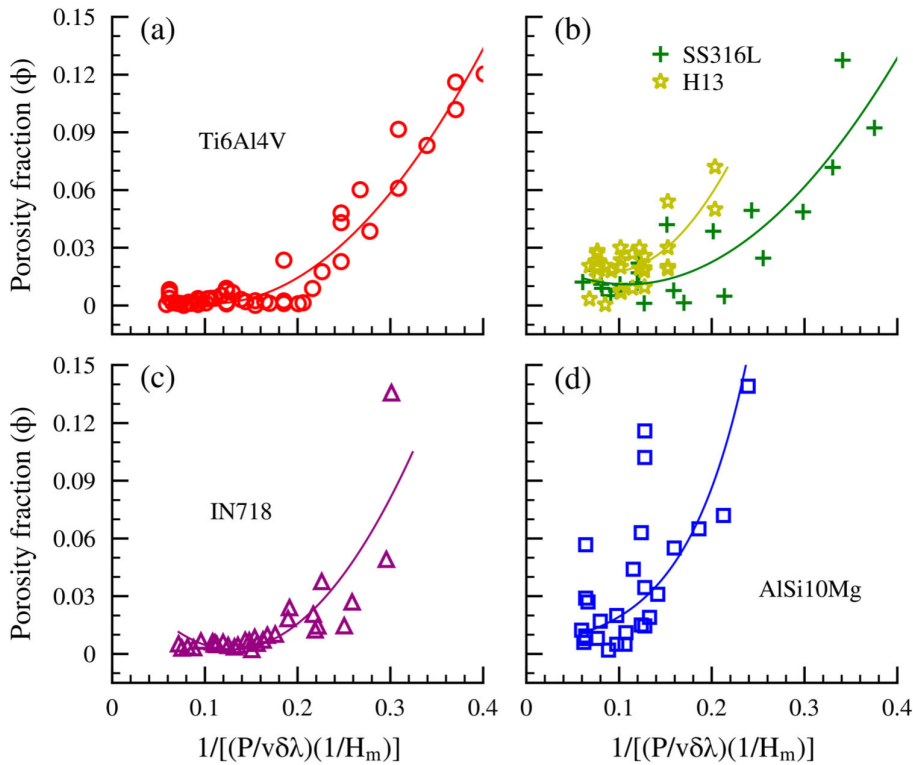 (a)
Porosity fraction (ϕ)
0.15
0.12
0.09
0.06
0.03
0
Ti6Al4V
(b)
SS316L
H13
(c)
Porosity fraction (ϕ)
0.15
0.12
0.09
0.06
0.03
0
IN718
0 0.1 0.2 0.3 0.4
1/[(P/vδλ)(1/Hₘ)]
(d)
AlSi10Mg
0 0.1 0.2 0.3 0.4
1/[(P/vδλ)(1/Hₘ)]